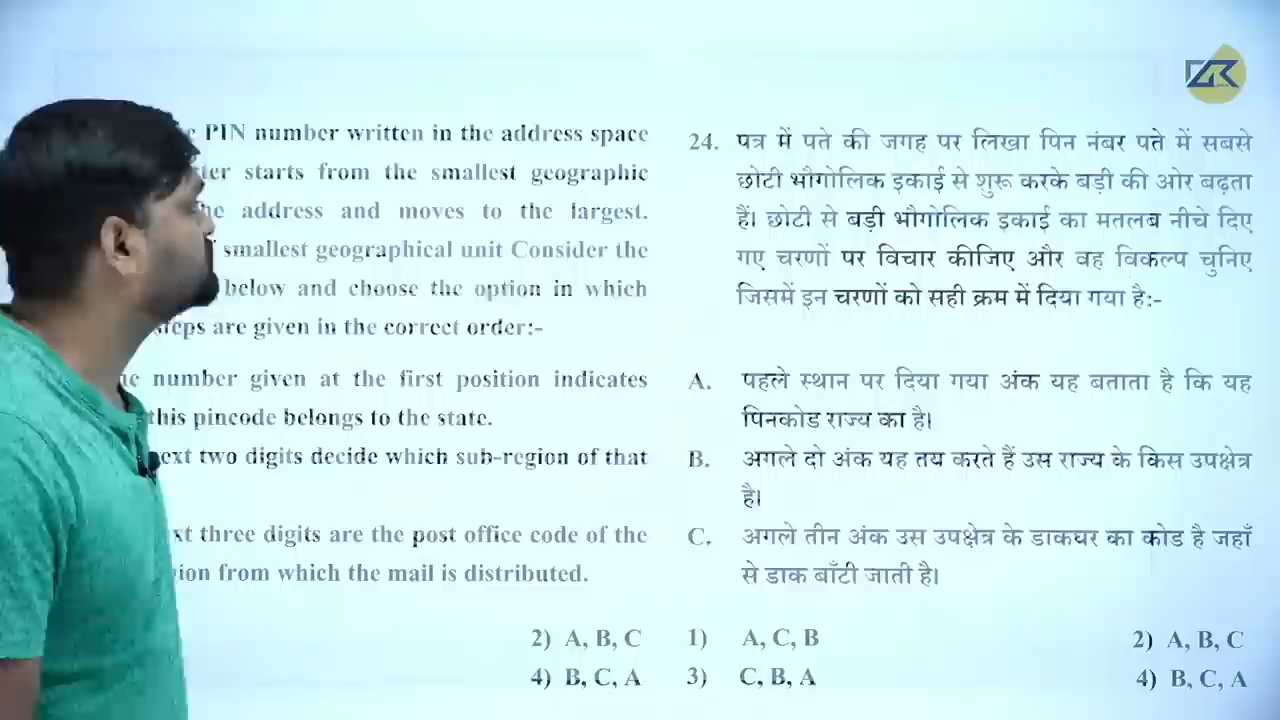 PIN number written in the address space
starts from the smallest geographic
address and moves to the largest.
smallest geographical unit Consider the
below and choose the option in which
are given in the correct order:-
number given at the first position indicates
this pincode belongs to the state.
two digits decide which sub-region of that
three digits are the post office code of the
from which the mail is distributed.
2) A, B, C
4) B, C, A
24. पत्र में पते की जगह पर लिखा पिन नंबर पते में सबसे
छोटी भौगोलिक इकाई से शुरू करके बड़ी की ओर बढ़ता
हैं। छोटी से बड़ी भौगोलिक इकाई का मतलब नीचे दिए
गए चरणों पर विचार कीजिए और वह विकल्प चुनिए
जिसमें इन चरणों को सही क्रम में दिया गया है:-
A. पहले स्थान पर दिया गया अंक यह बताता है कि यह
पिनकोड राज्य का है।
B. अगले दो अंक यह तय करते हैं उस राज्य के किस उपक्षेत्र
है।
C. अगले तीन अंक उस उपक्षेत्र के डाकघर का कोड है जहाँ
से डाक बाँटी जाती है।
1) A, C, B 2) A, B, C
3) C, B, A 4) B, C, A